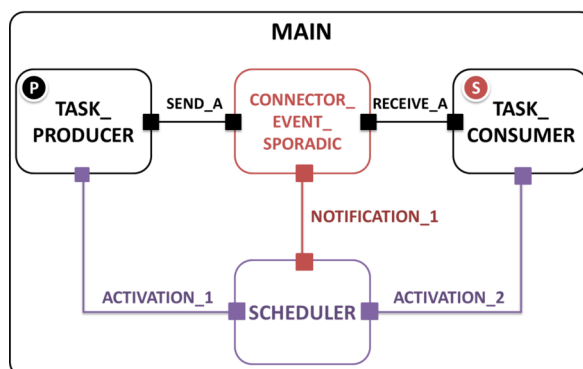 MAIN
P
TASK_
PRODUCER
SEND_A
CONNECTOR_
EVENT_
SPORADIC
RECEIVE_A
S
TASK_
CONSUMER
NOTIFICATION_1
ACTIVATION_1
SCHEDULER
ACTIVATION_2